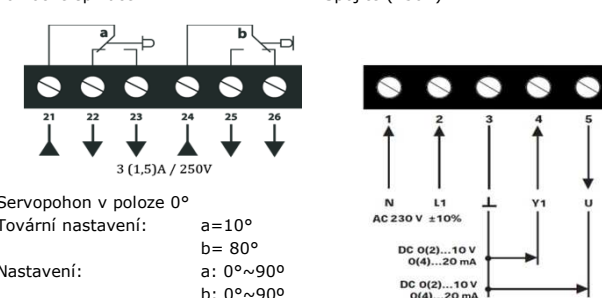 a b
21 22 23 24 25 26
3 (1,5)A / 250V
Servopohon v poloze 0°
Tovární nastavení: a=10°
b= 80°
Nastavení: a: 0°~90º
b: 0°~90º
1 2 3 4 5
N L1 ⊥ Y1 U
AC 230 V ±10%
DC 0(2)...10 V
0(4)...20 mA
DC 0(2)...10 V
0(4)...20 mA